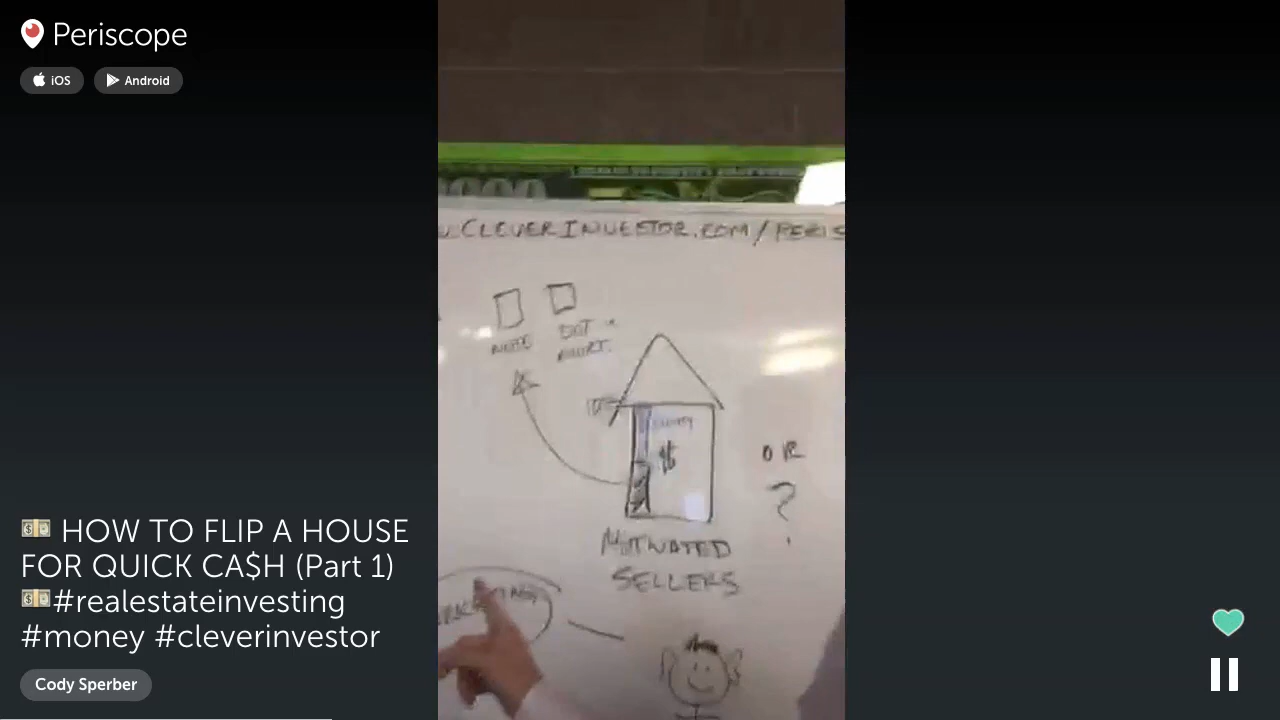 Periscope
iOS
Android
.CLEVERINVESTOR.COM/PERIS
NOTE
OR
?
$
MOTIVATED
SELLERS
💵 HOW TO FLIP A HOUSE
FOR QUICK CA$H (Part 1)
💵#realestateinvesting
#money #cleverinvestor
Cody Sperber